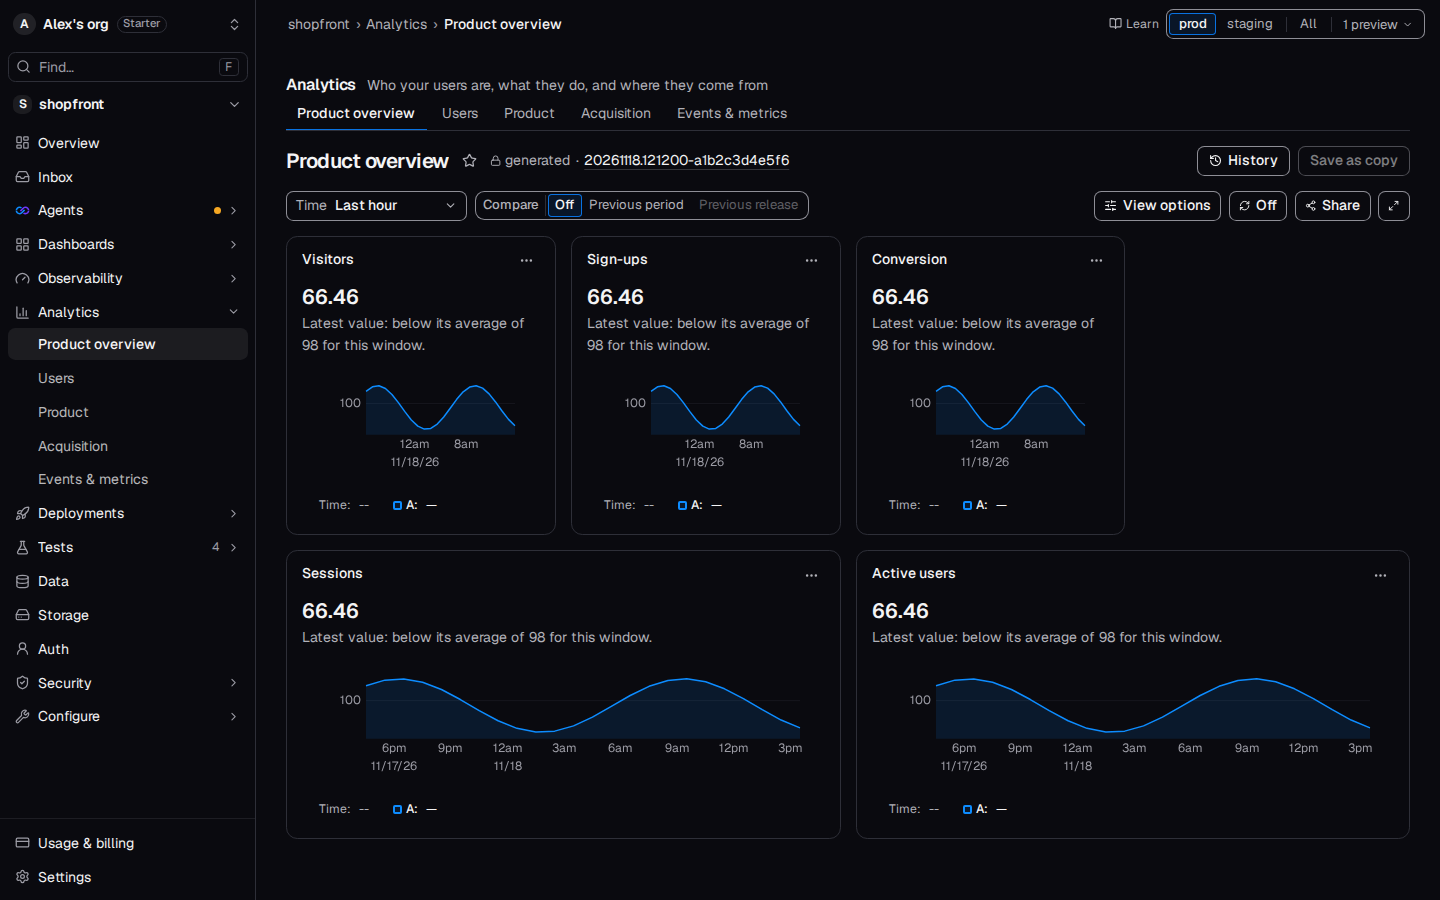 A Alex's org Starter
Find... F
S shopfront
Overview
Inbox
Agents
Dashboards
Observability
Analytics
Product overview
Users
Product
Acquisition
Events & metrics
Deployments
Tests 4
Data
Storage
Auth
Security
Configure
Usage & billing
Settings
shopfront › Analytics › Product overview
Learn prod staging All 1 preview
Analytics Who your users are, what they do, and where they come from
Product overview Users Product Acquisition Events & metrics
Product overview generated · 20261118.121200-a1b2c3d4e5f6 History Save as copy
Time Last hour Compare Off Previous period Previous release View options Off Share
Visitors
66.46
Latest value: below its average of
98 for this window.
100
12am 8am
11/18/26
Time: -- A: —
Sign-ups
66.46
Latest value: below its average of
98 for this window.
100
12am 8am
11/18/26
Time: -- A: —
Conversion
66.46
Latest value: below its average of
98 for this window.
100
12am 8am
11/18/26
Time: -- A: —
Sessions
66.46
Latest value: below its average of 98 for this window.
100
6pm 9pm 12am 3am 6am 9am 12pm 3pm
11/17/26 11/18
Time: -- A: —
Active users
66.46
Latest value: below its average of 98 for this window.
100
6pm 9pm 12am 3am 6am 9am 12pm 3pm
11/17/26 11/18
Time: -- A: —